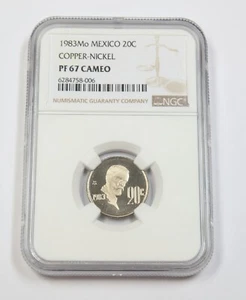 1983Mo MEXICO 20C
COPPER-NICKEL
PF 67 CAMEO
6284758-006
NUMISMATIC GUARANTY COMPANY
NGC
1983
20¢